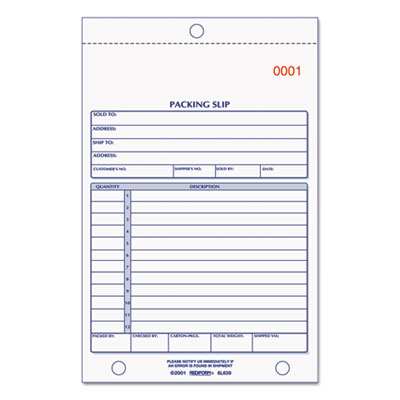 0001
PACKING SLIP
SOLD TO:
ADDRESS:
SHIP TO:
ADDRESS:
CUSTOMER'S NO: SHIPPER'S NO: SOLD BY: DATE:
QUANTITY DESCRIPTION
1
2
3
4
5
6
7
8
9
10
11
12
PACKED BY: CHECKED BY: CARTON-PKGS. TOTAL WEIGHT: SHIPPED VIA:
PLEASE NOTIFY US IMMEDIATELY IF
AN ERROR IS FOUND IN SHIPMENT
©2001 REDIFORM® 6L639